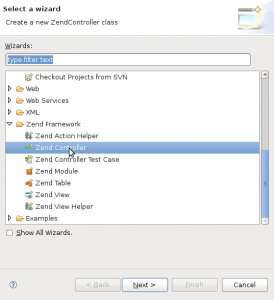 Select a wizard
Create a new ZendController class
Wizards:
type filter text
Checkout Projects from SVN
Web
Web Services
XML
Zend Framework
Zend Action Helper
Zend Controller
Zend Controller Test Case
Zend Module
Zend Table
Zend View
Zend View Helper
Examples
Show All Wizards.
?
< Back
Next >
Finish
Cancel